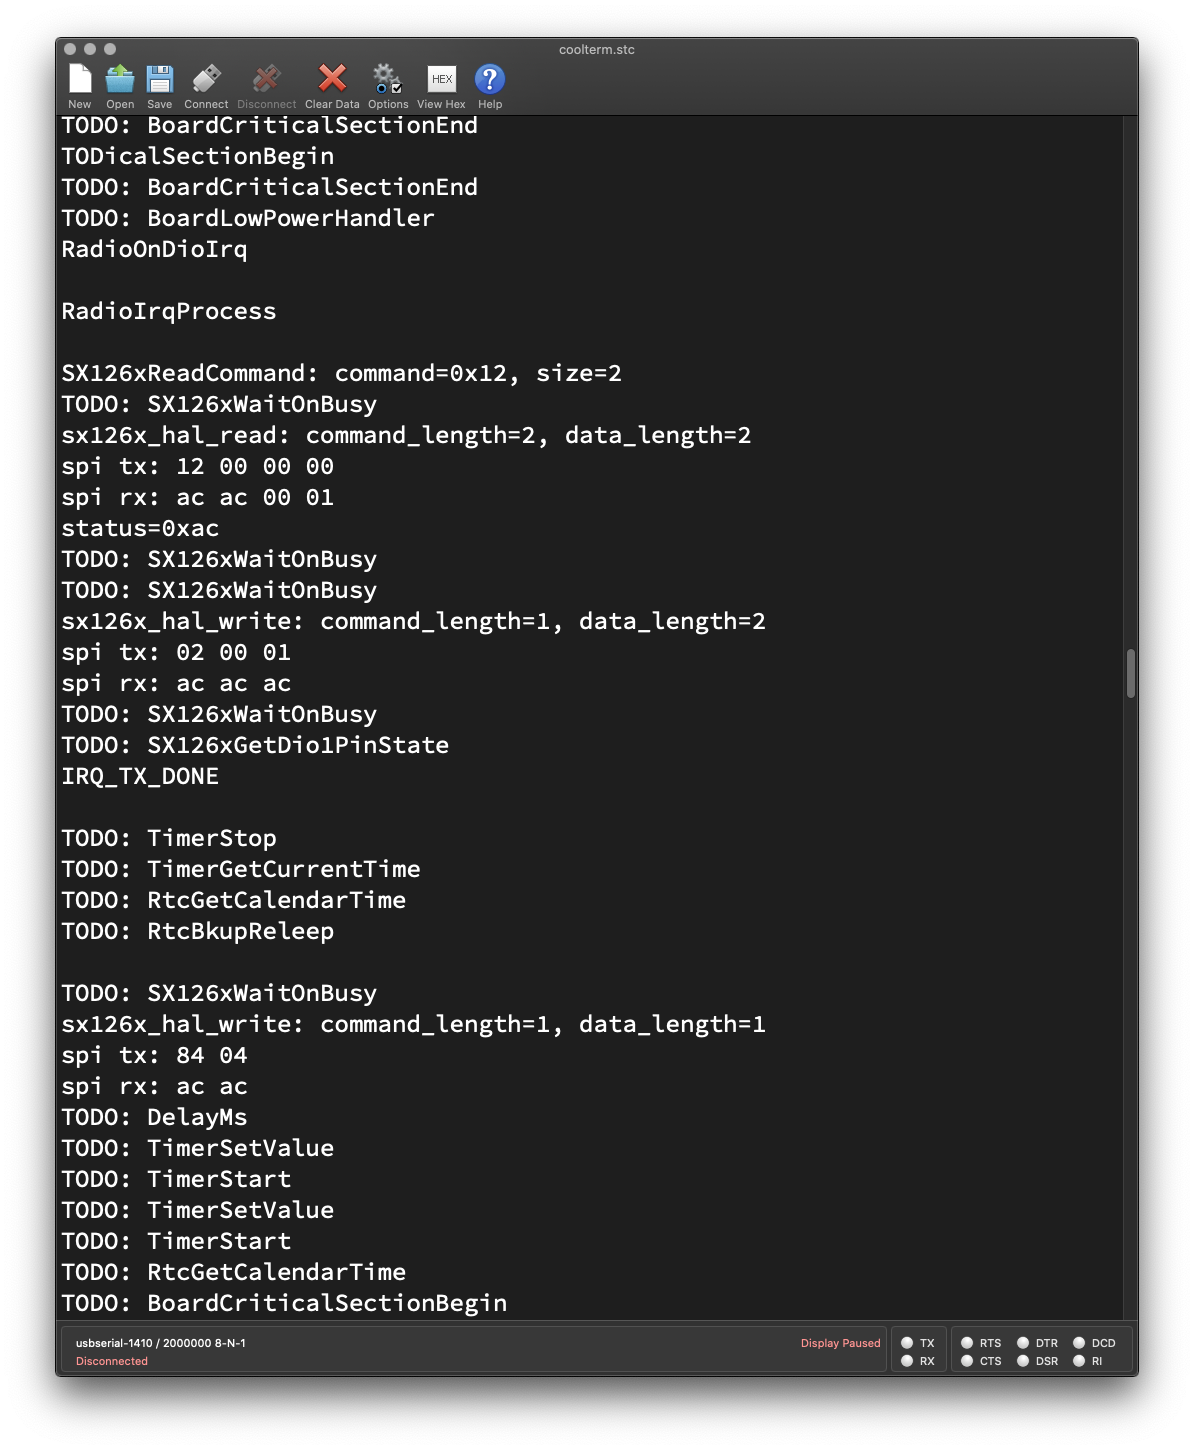 coolterm.stc
New Open Save Connect Disconnect Clear Data Options HEX View Hex ? Help
TODO: BoardCriticalSectionEnd
TODicalSectionBegin
TODO: BoardCriticalSectionEnd
TODO: BoardLowPowerHandler
RadioOnDioIrq
RadioIrqProcess
SX126xReadCommand: command=0x12, size=2
TODO: SX126xWaitOnBusy
sx126x_hal_read: command_length=2, data_length=2
spi tx: 12 00 00 00
spi rx: ac ac 00 01
status=0xac
TODO: SX126xWaitOnBusy
TODO: SX126xWaitOnBusy
sx126x_hal_write: command_length=1, data_length=2
spi tx: 02 00 01
spi rx: ac ac ac
TODO: SX126xWaitOnBusy
TODO: SX126xGetDio1PinState
IRQ_TX_DONE
TODO: TimerStop
TODO: TimerGetCurrentTime
TODO: RtcGetCalendarTime
TODO: RtcBkupReleep
TODO: SX126xWaitOnBusy
sx126x_hal_write: command_length=1, data_length=1
spi tx: 84 04
spi rx: ac ac
TODO: DelayMs
TODO: TimerSetValue
TODO: TimerStart
TODO: TimerSetValue
TODO: TimerStart
TODO: RtcGetCalendarTime
TODO: BoardCriticalSectionBegin
usbserial-1410 / 2000000 8-N-1 Display Paused TX RTS DTR DCD
Disconnected RX CTS DSR RI